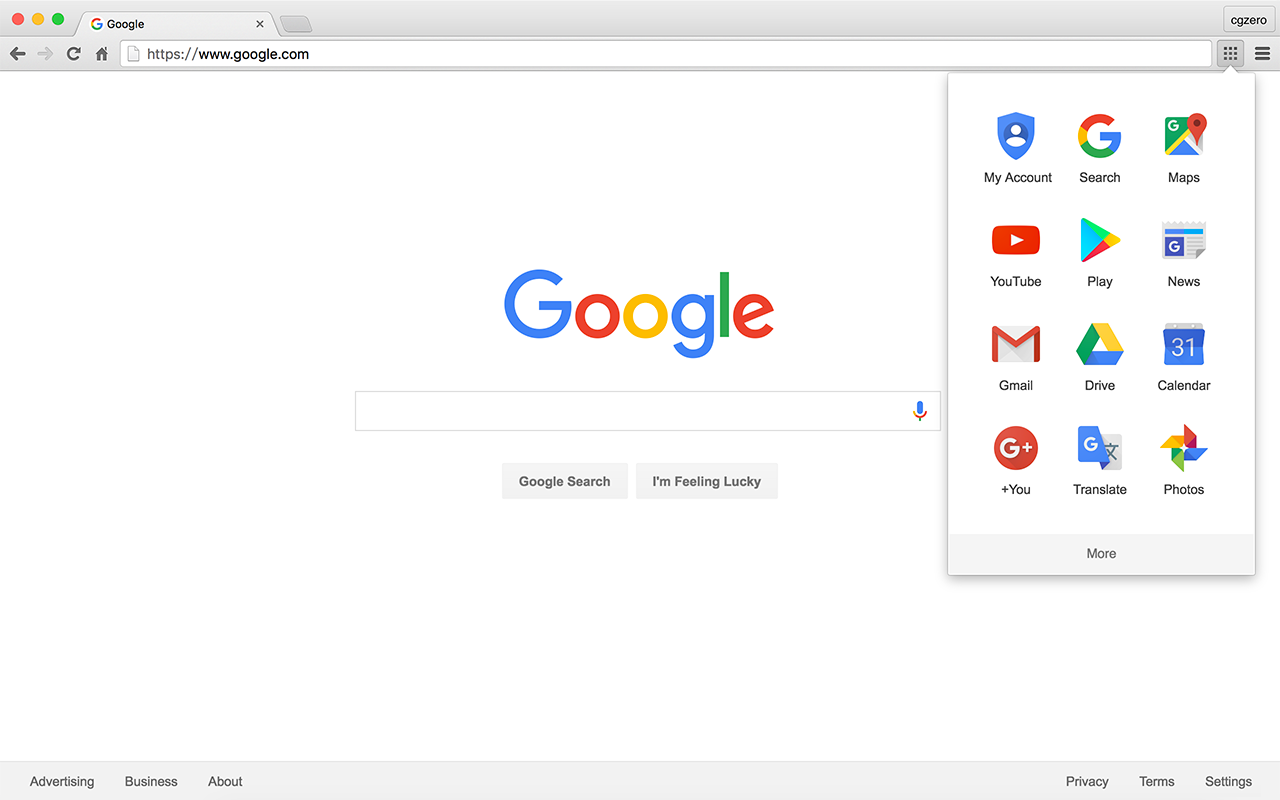 Google
cgzero
https://www.google.com
My Account Search Maps
G
YouTube Play News
G
Gmail Drive Calendar
31
G+ G 文
+You Translate Photos
More
Google
Google Search I'm Feeling Lucky
Advertising Business About Privacy Terms Settings